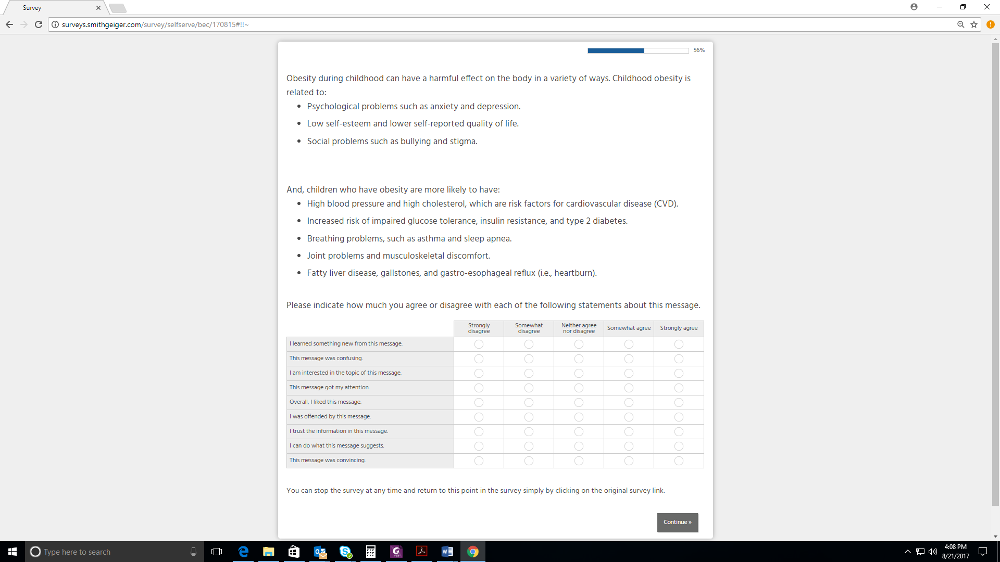 Survey
surveys.smithgeiger.com/survey/selfserve/bec/170815#!!~
56%
Obesity during childhood can have a harmful effect on the body in a variety of ways. Childhood obesity is
related to:
• Psychological problems such as anxiety and depression.
• Low self-esteem and lower self-reported quality of life.
• Social problems such as bullying and stigma.
And, children who have obesity are more likely to have:
• High blood pressure and high cholesterol, which are risk factors for cardiovascular disease (CVD).
• Increased risk of impaired glucose tolerance, insulin resistance, and type 2 diabetes.
• Breathing problems, such as asthma and sleep apnea.
• Joint problems and musculoskeletal discomfort.
• Fatty liver disease, gallstones, and gastro-esophageal reflux (i.e., heartburn).
Please indicate how much you agree or disagree with each of the following statements about this message.
Strongly disagree Somewhat disagree Neither agree nor disagree Somewhat agree Strongly agree
I learned something new from this message.
This message was confusing.
I am interested in the topic of this message.
This message got my attention.
Overall, I liked this message.
I was offended by this message.
I trust the information in this message.
I can do what this message suggests.
This message was convincing.
You can stop the survey at any time and return to this point in the survey simply by clicking on the original survey link.
Continue »
Type here to search
4:08 PM
8/21/2017